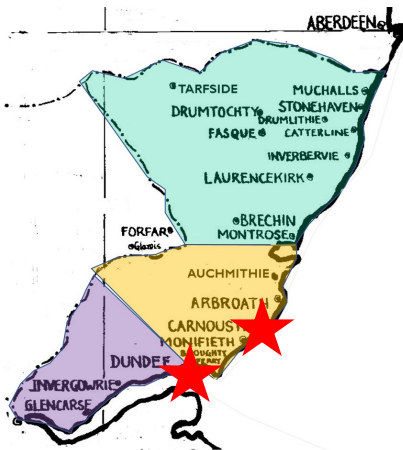 ABERDEEN
TARFSIDE
MUCHALLS
DRUMTOCHTY
STONEHAVEN
DRUMLITHIE
FASQUE
CATTERLINE
INVERBERVIE
LAURENCEKIRK
BRECHIN
FORFAR
MONTROSE
Glamis
AUCHMITHIE
ARBROATH
CARNOUST
MONIFIETH
DUNDEE
INVERGOWRIE
GLENCARSE